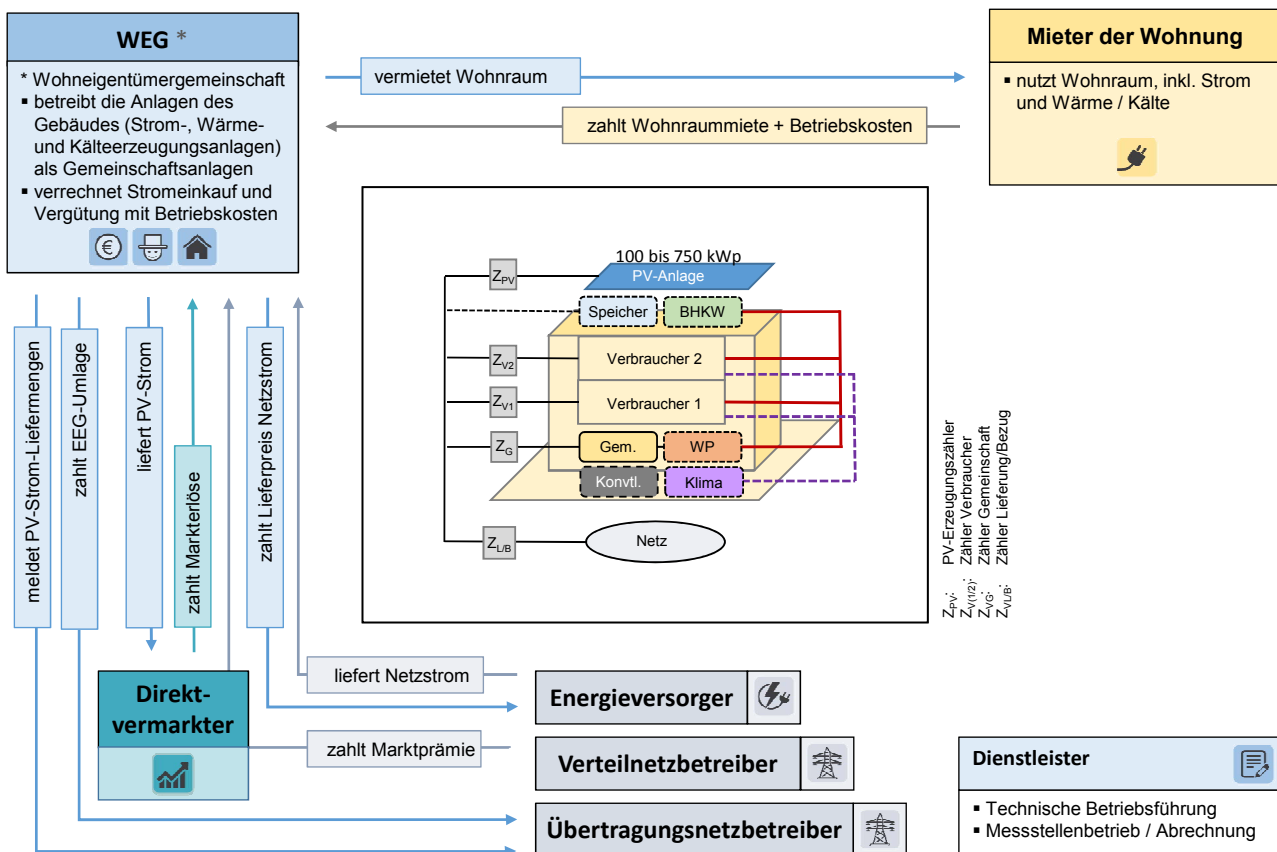 WEG *
* Wohneigentümergemeinschaft
▪ betreibt die Anlagen des
Gebäudes (Strom-, Wärme-
und Kälteerzeugungsanlagen)
als Gemeinschaftsanlagen
▪ verrechnet Stromeinkauf und
Vergütung mit Betriebskosten
€
vermietet Wohnraum
zahlt Wohnraummiete + Betriebskosten
Mieter der Wohnung
▪ nutzt Wohnraum, inkl. Strom
und Wärme / Kälte
100 bis 750 kWp
Z_PV
PV-Anlage
Speicher
BHKW
Z_V2
Verbraucher 2
Z_V1
Verbraucher 1
Z_G
Gem.
WP
Konvtl.
Klima
Z_L/B
Netz
Z_PV: PV-Erzeugungszähler
Z_V(1/2): Zähler Verbraucher
Z_VG: Zähler Gemeinschaft
Z_VL/B: Zähler Lieferung/Bezug
meldet PV-Strom-Liefermengen
zahlt EEG-Umlage
liefert PV-Strom
zahlt Markterlöse
zahlt Lieferpreis Netzstrom
liefert Netzstrom
Direkt-
vermarkter
zahlt Marktprämie
Energieversorger
Verteilnetzbetreiber
Übertragungsnetzbetreiber
Dienstleister
▪ Technische Betriebsführung
▪ Messstellenbetrieb / Abrechnung